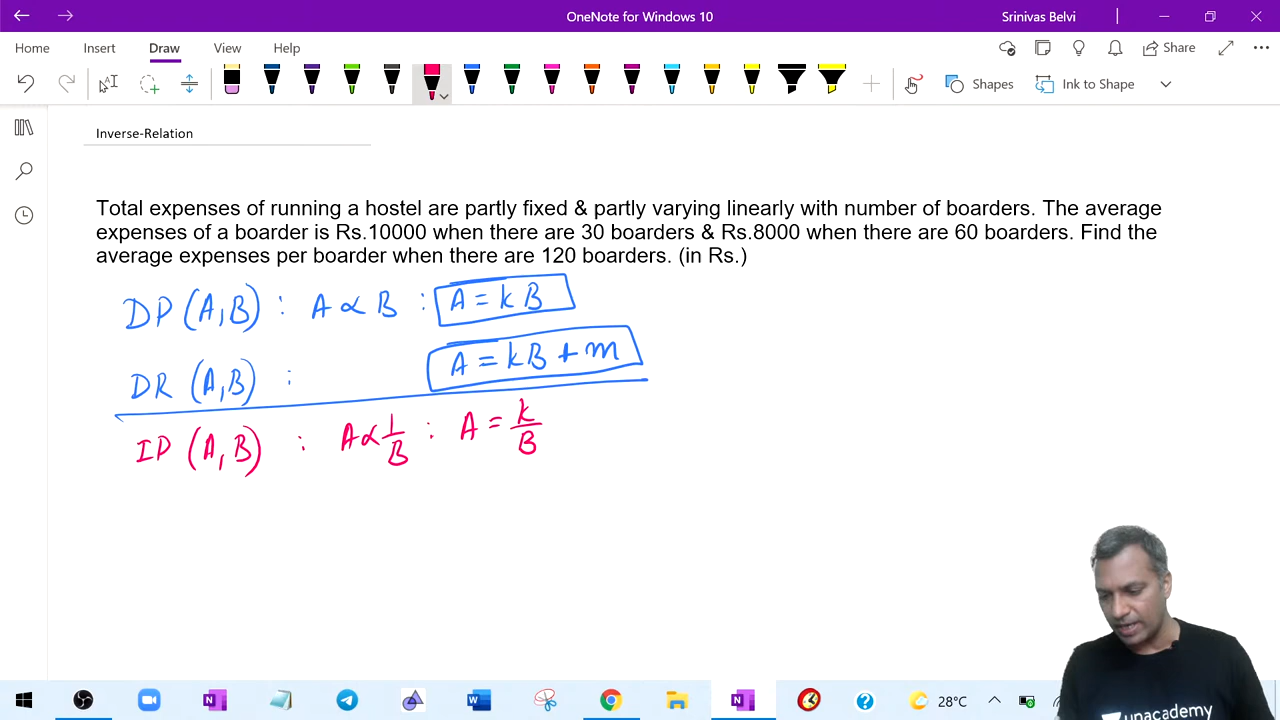 OneNote for Windows 10
Srinivas Belvi
Home Insert Draw View Help
Share
Shapes
Ink to Shape
Inverse-Relation
Total expenses of running a hostel are partly fixed & partly varying linearly with number of boarders. The average
expenses of a boarder is Rs.10000 when there are 30 boarders & Rs.8000 when there are 60 boarders. Find the
average expenses per boarder when there are 120 boarders. (in Rs.)
DP (A,B) : A ∝ B : A = kB
DR (A,B) : A = kB + m
IP (A,B) : A ∝ 1/B : A = k/B
28°C
unacademy